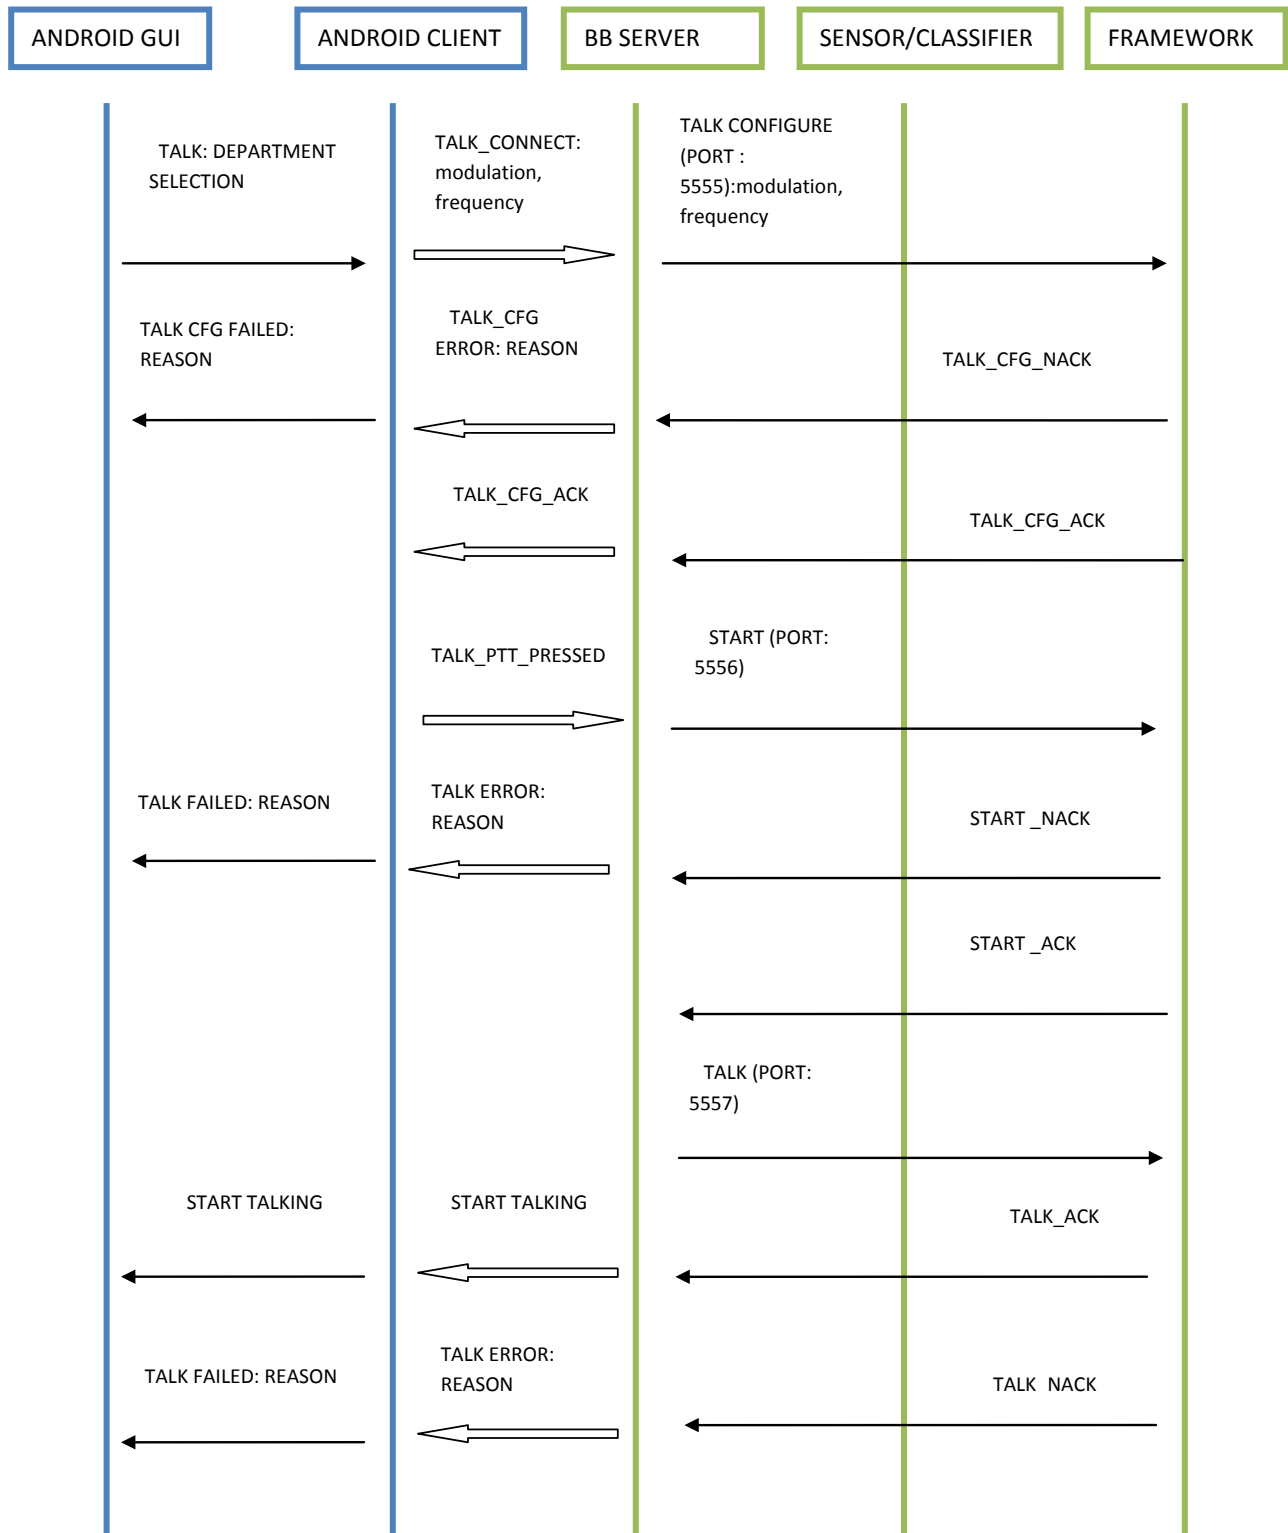 ANDROID GUI
ANDROID CLIENT
BB SERVER
SENSOR/CLASSIFIER
FRAMEWORK
TALK: DEPARTMENT
SELECTION
TALK_CONNECT:
modulation,
frequency
TALK CONFIGURE
(PORT :
5555):modulation,
frequency
TALK CFG FAILED:
REASON
TALK_CFG
ERROR: REASON
TALK_CFG_NACK
TALK_CFG_ACK
TALK_CFG_ACK
TALK_PTT_PRESSED
START (PORT:
5556)
TALK FAILED: REASON
TALK ERROR:
REASON
START _NACK
START _ACK
TALK (PORT:
5557)
START TALKING
START TALKING
TALK_ACK
TALK FAILED: REASON
TALK ERROR:
REASON
TALK NACK